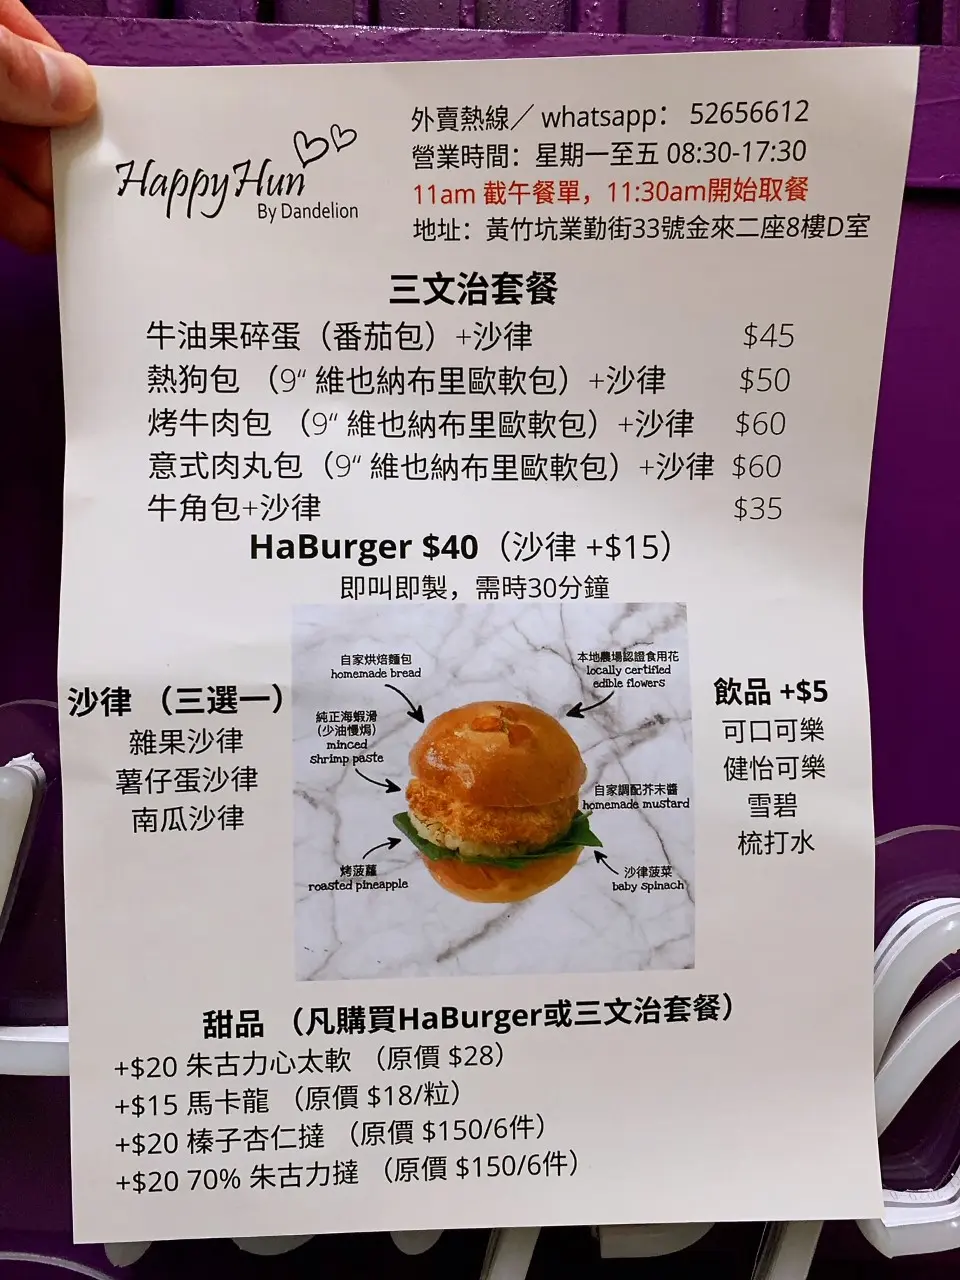 HappyHun
By Dandelion
外賣熱線／ whatsapp： 52656612
營業時間：星期一至五 08:30-17:30
11am 截午餐單，11:30am開始取餐
地址：黃竹坑業勤街33號金來二座8樓D室
三文治套餐
牛油果碎蛋（番茄包）+沙律 $45
熱狗包 （9“ 維也納布里歐軟包）+沙律 $50
烤牛肉包 （9“ 維也納布里歐軟包）+沙律 $60
意式肉丸包（9“ 維也納布里歐軟包）+沙律 $60
牛角包+沙律 $35
HaBurger $40（沙律 +$15）
即叫即製，需時30分鐘
自家烘焙麵包
homemade bread
本地農場認證食用花
locally certified
edible flowers
純正海蝦滑
(少油慢焗)
minced
shrimp paste
自家調配芥末醬
homemade mustard
烤菠蘿
roasted pineapple
沙律菠菜
baby spinach
沙律 （三選一）
雜果沙律
薯仔蛋沙律
南瓜沙律
飲品 +$5
可口可樂
健怡可樂
雪碧
梳打水
甜品 （凡購買HaBurger或三文治套餐）
+$20 朱古力心太軟 （原價 $28）
+$15 馬卡龍 （原價 $18/粒）
+$20 榛子杏仁撻 （原價 $150/6件）
+$20 70% 朱古力撻 （原價 $150/6件）